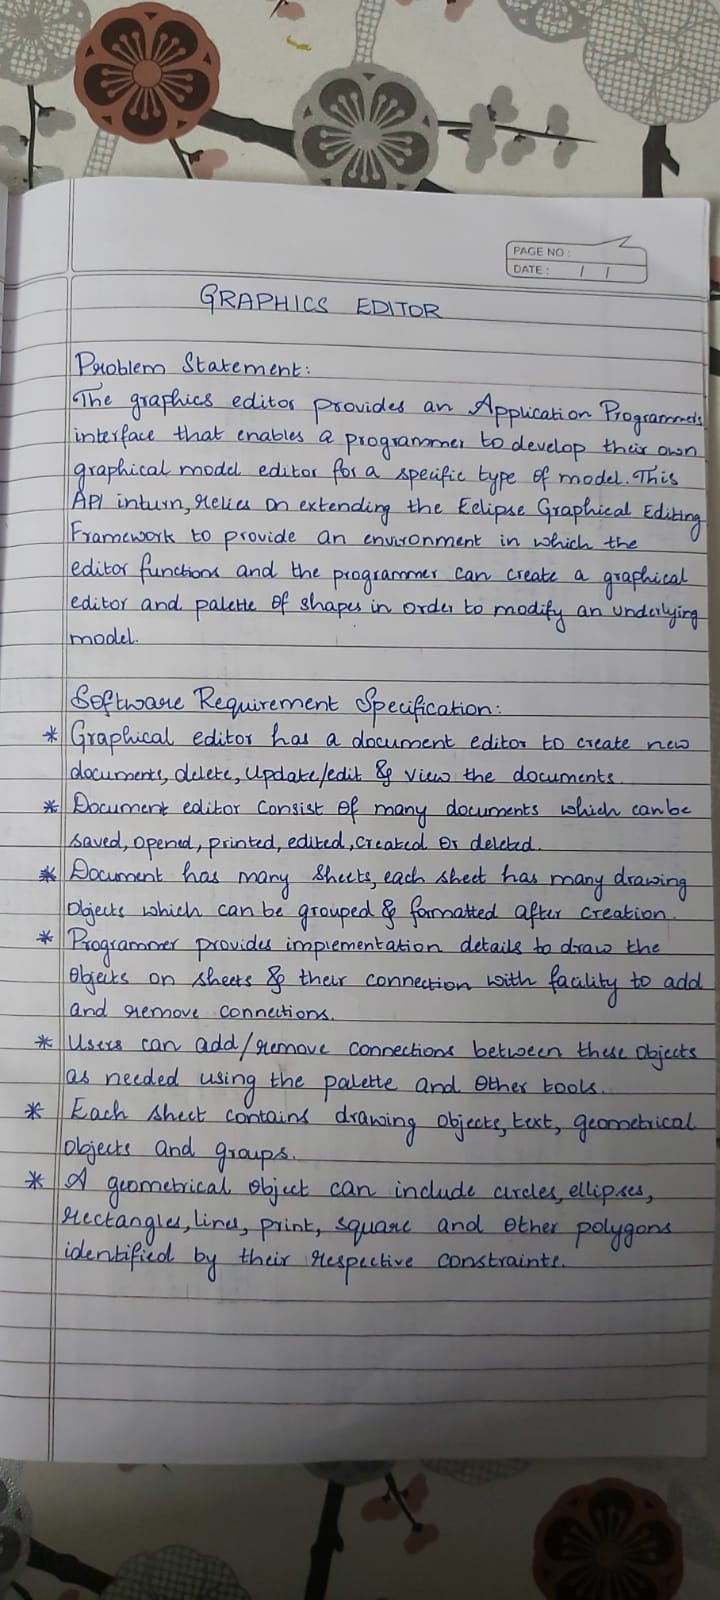 PAGE NO:
DATE: / /
GRAPHICS EDITOR
Problem Statement:
The graphics editor provides an Application Programmers
interface that enables a programmer to develop their own
graphical model editor for a specific type of model. This
API inturn, relies on extending the Eclipse Graphical Editing
Framework to provide an environment in which the
editor functions and the programmer can create a graphical
editor and palette of shapes in order to modify an underlying
model.
Software Requirement Specification:
* Graphical editor has a document editor to create new
documents, delete, update/edit & view the documents.
* Document editor consist of many documents which canbe
saved, opened, printed, edited, created or deleted.
* Document has many sheets, each sheet has many drawing
objects which can be grouped & formatted after creation.
* Programmer provides implementation details to draw the
objects on sheets & their connection with facility to add
and remove connections.
* Users can add/remove connections between these objects
as needed using the palette and other tools.
* Each sheet contains drawing objects, text, geometrical
objects and groups.
* A geometrical object can include circles, ellipses,
rectangles, lines, print, square and other polygons
identified by their respective constraints.